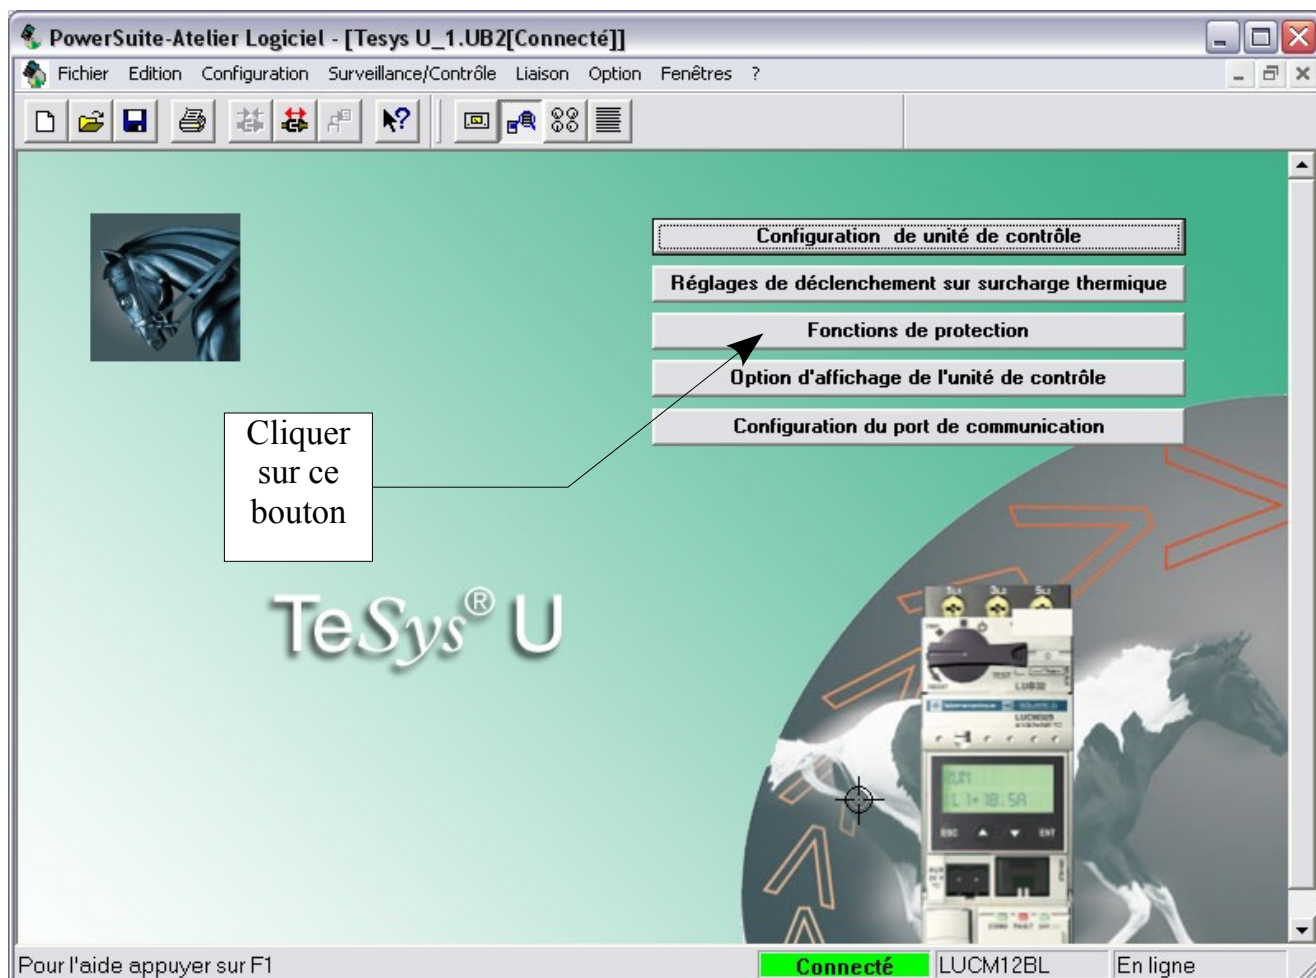 PowerSuite-Atelier Logiciel - [Tesys U_1.UB2[Connecté]]
Fichier Edition Configuration Surveillance/Contrôle Liaison Option Fenêtres ?
Configuration de unité de contrôle
Réglages de déclenchement sur surcharge thermique
Fonctions de protection
Option d'affichage de l'unité de contrôle
Configuration du port de communication
Cliquer
sur ce
bouton
TeSys® U
TEST
RESET
LUB32
RUN
L1= 18.5A
ESC
ENT
Pour l'aide appuyer sur F1
Connecté
LUCM12BL
En ligne